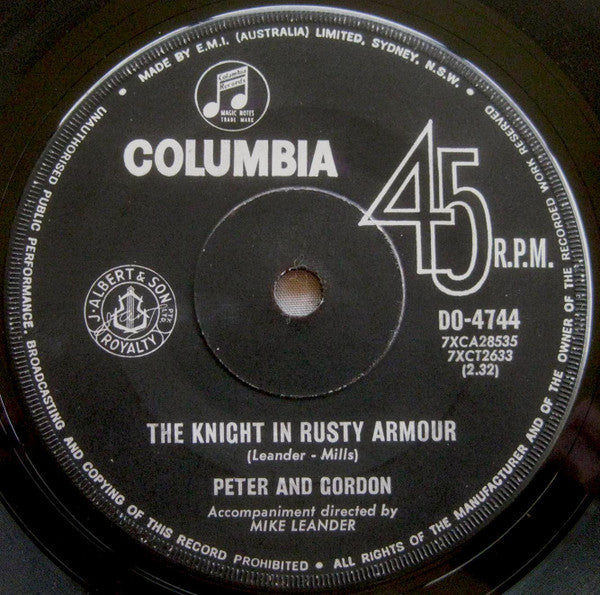 • MADE BY E.M.I. (AUSTRALIA) LIMITED, SYDNEY, N.S.W. •
Columbia
Records
MAGIC NOTES
TRADE MARK
COLUMBIA
45 R.P.M.
J. ALBERT & SON PTY LTD
ROYALTY
DO-4744
7XCA28535
7XCT2633
(2.32)
THE KNIGHT IN RUSTY ARMOUR
(Leander - Mills)
PETER AND GORDON
Accompaniment directed by
MIKE LEANDER
UNAUTHORISED PUBLIC PERFORMANCE, BROADCASTING AND COPYING OF THIS RECORD PROHIBITED • ALL RIGHTS OF THE MANUFACTURER AND OF THE OWNER OF THE RECORDED WORK RESERVED